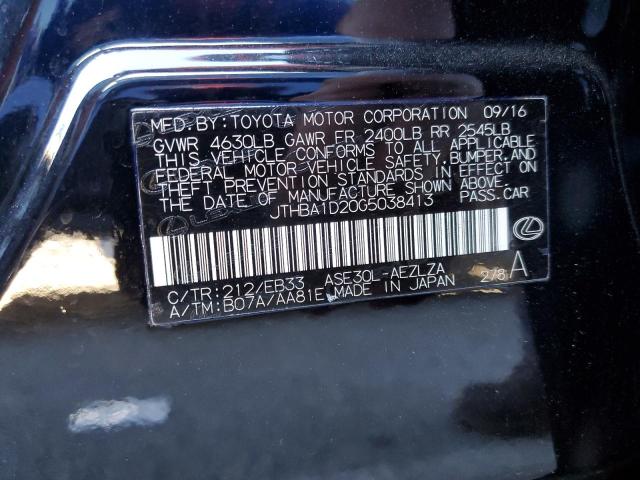 MFD. BY: TOYOTA MOTOR CORPORATION 09/16
GVWR 4630LB GAWR FR 2400LB RR 2545LB
THIS VEHICLE CONFORMS TO ALL APPLICABLE
FEDERAL MOTOR VEHICLE SAFETY, BUMPER, AND
THEFT PREVENTION STANDARDS IN EFFECT ON
THE DATE OF MANUFACTURE SHOWN ABOVE.
JTHBA1D20G5038413 PASS. CAR
C/TR: 212/EB33 ASE30L-AEZLZA
A/TM: B07A/AA81E MADE IN JAPAN 2/8 A